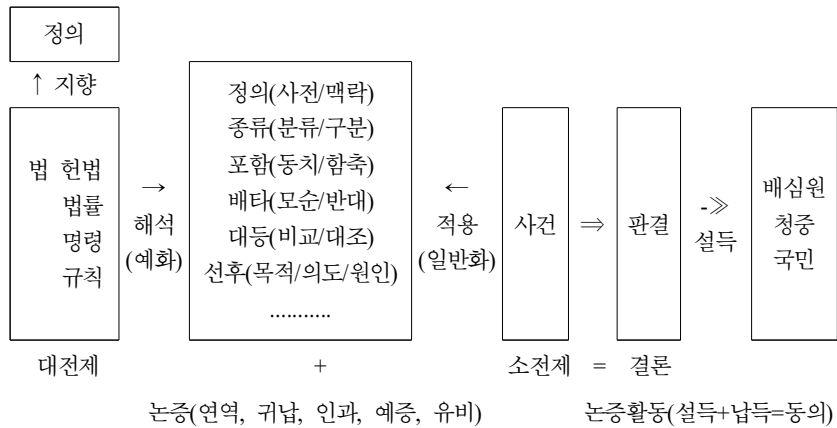 정의
↑ 지향
법 헌법
법률
명령
규칙
→
해석
(예화)
정의(사전/맥락)
종류(분류/구분)
포함(동치/함축)
배타(모순/반대)
대등(비교/대조)
선후(목적/의도/원인)
...........
←
적용
(일반화)
사건
⇒
판결
-≫
설득
배심원
청중
국민
대전제 + 소전제 = 결론
논증(연역, 귀납, 인과, 예증, 유비) 논증활동(설득+납득=동의)